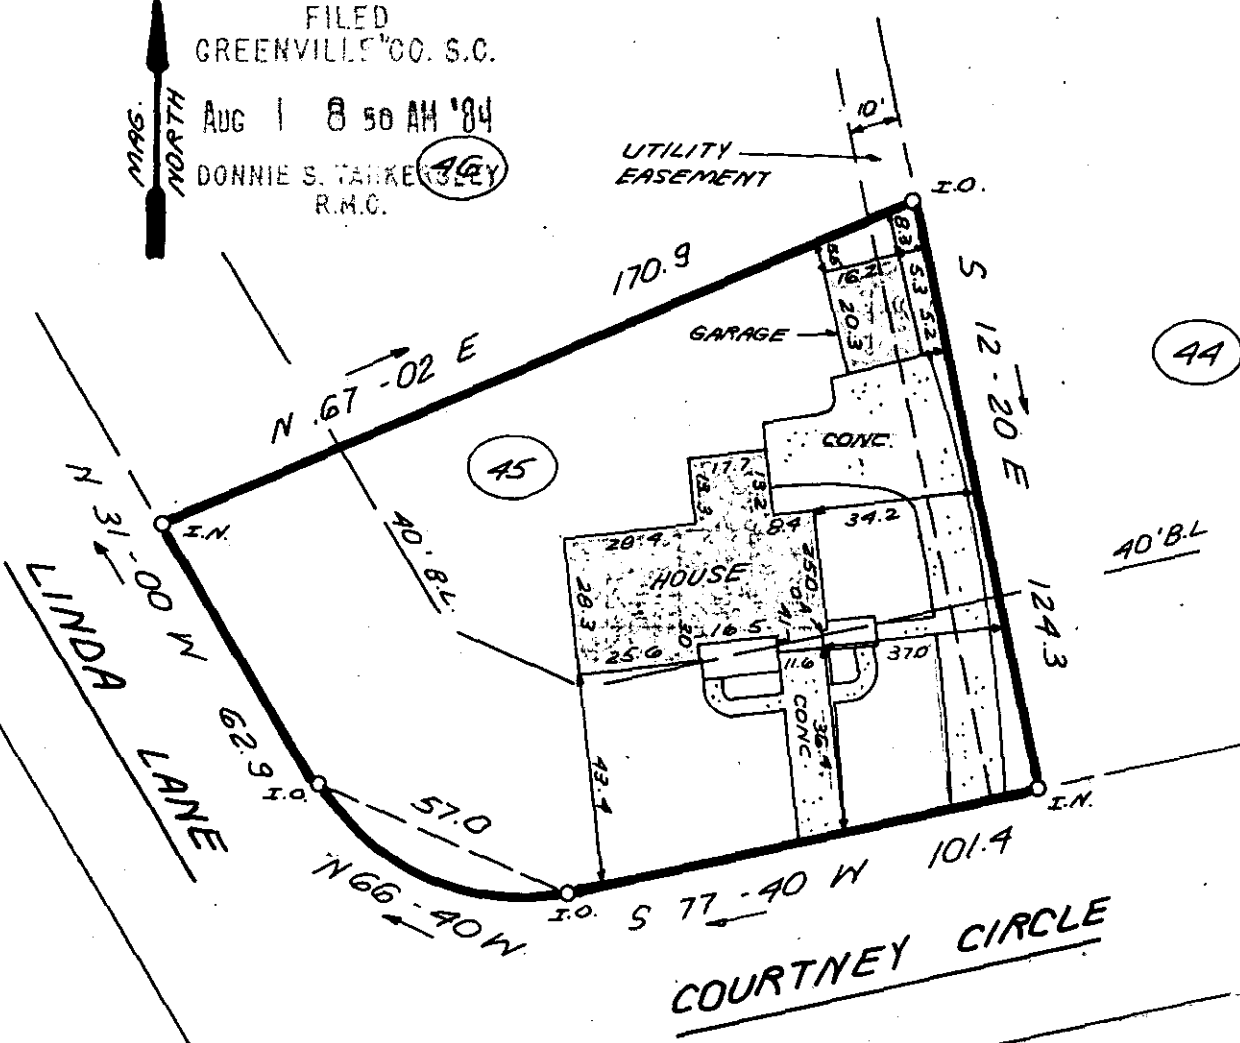 FILED
GREENVILLE CO. S.C.
AUG 1 8 50 AM '84
DONNIE S. TANKERSLEY
R.M.C.
MAG.
NORTH
46
10'
UTILITY
EASEMENT
I.O.
170.9
8.3
16.2
5.3
5.2
20.3
GARAGE
S 12-20 E
44
N 67-02 E
45
CONC.
17.7
13.3
13.2
8.4
34.2
28.4
HOUSE
28.3
25.6
16.5
11.6
37.0
40' B.L.
40' B.L
124.3
I.N.
N 31-00 W
62.9
LINDA LANE
I.O.
57.0
N 66-40 W
43.4
CONC
36.4
I.O.
S 77-40 W
101.4
I.N.
COURTNEY CIRCLE